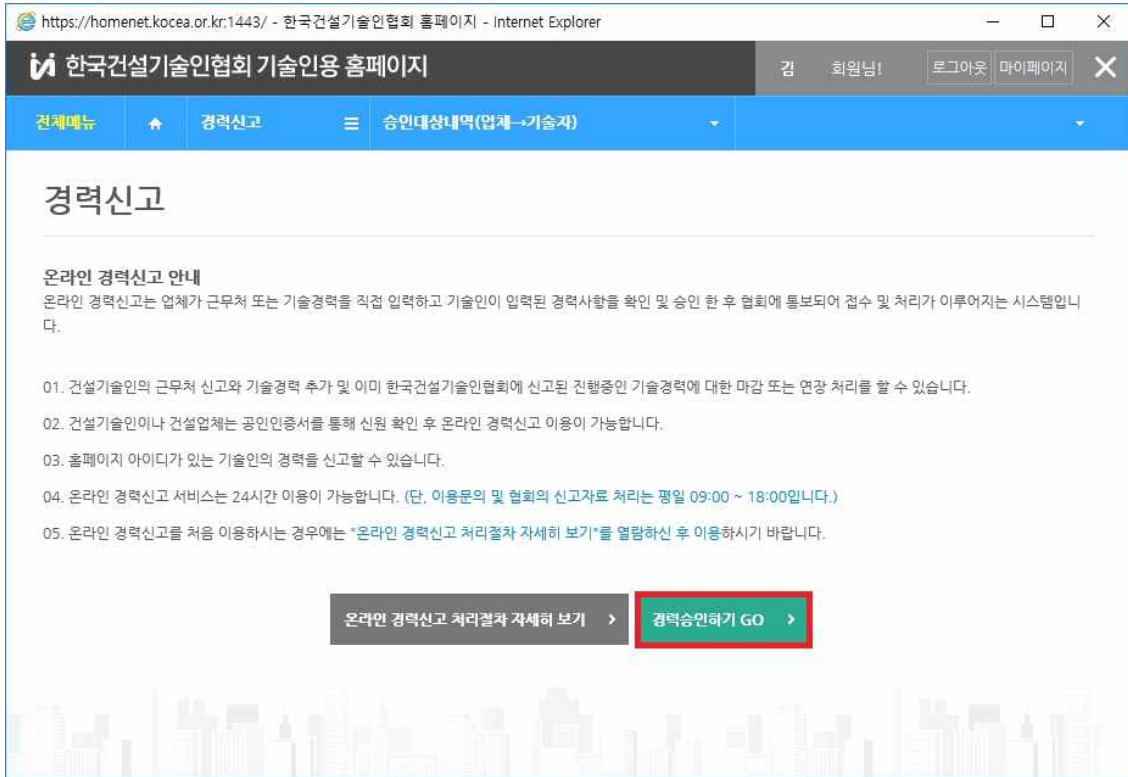 https://homenet.kocea.or.kr:1443/ - 한국건설기술인협회 홈페이지 - Internet Explorer
한국건설기술인협회 기술인용 홈페이지 김 회원님! 로그아웃 마이페이지
전체메뉴 경력신고 승인대상내역(업체→기술자)
경력신고
온라인 경력신고 안내
온라인 경력신고는 업체가 근무처 또는 기술경력을 직접 입력하고 기술인이 입력된 경력사항을 확인 및 승인 한 후 협회에 통보되어 접수 및 처리가 이루어지는 시스템입니
다.
01. 건설기술인의 근무처 신고와 기술경력 추가 및 이미 한국건설기술인협회에 신고된 진행중인 기술경력에 대한 마감 또는 연장 처리를 할 수 있습니다.
02. 건설기술인이나 건설업체는 공인인증서를 통해 신원 확인 후 온라인 경력신고 이용이 가능합니다.
03. 홈페이지 아이디가 있는 기술인의 경력을 신고할 수 있습니다.
04. 온라인 경력신고 서비스는 24시간 이용이 가능합니다. (단, 이용문의 및 협회의 신고자료 처리는 평일 09:00 ~ 18:00입니다.)
05. 온라인 경력신고를 처음 이용하시는 경우에는 "온라인 경력신고 처리절차 자세히 보기"를 열람하신 후 이용하시기 바랍니다.
온라인 경력신고 처리절차 자세히 보기 > 경력승인하기 GO >